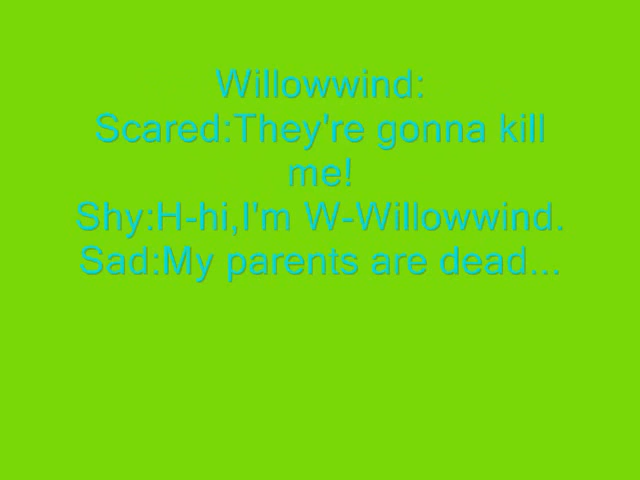 Willowwind:
Scared:They're gonna kill
me!
Shy:H-hi,I'm W-Willowwind.
Sad:My parents are dead...